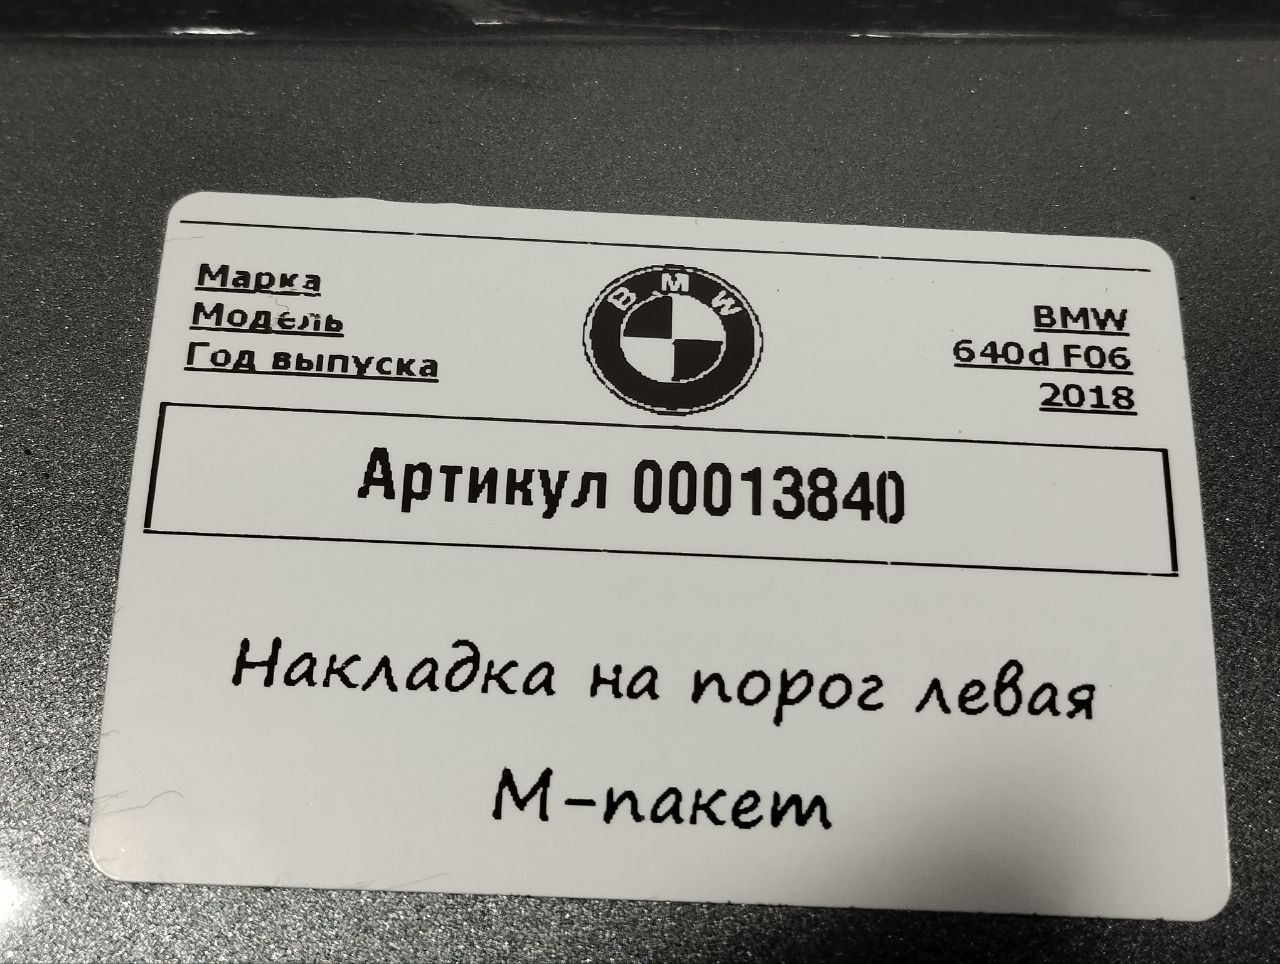 Марка
Модель
Год выпуска
BMW
BMW
640d F06
2018
Артикул 00013840
Накладка на порог левая
М-пакет